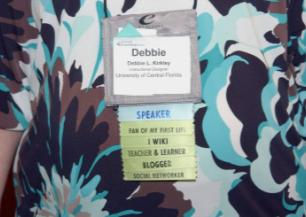 Debbie
Debbie L. Kirkley
Instructional Designer
University of Central Florida
SPEAKER
FAN OF MY FIRST LIFE
I WIKI
TEACHER & LEARNER
BLOGGER
SOCIAL NETWORKER